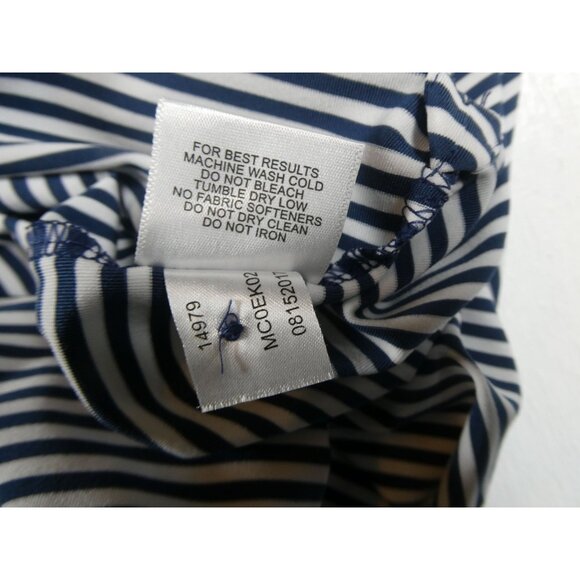 FOR BEST RESULTS
MACHINE WASH COLD
DO NOT BLEACH
TUMBLE DRY LOW
NO FABRIC SOFTENERS
DO NOT DRY CLEAN
DO NOT IRON
14979
MC0EK02
08152017